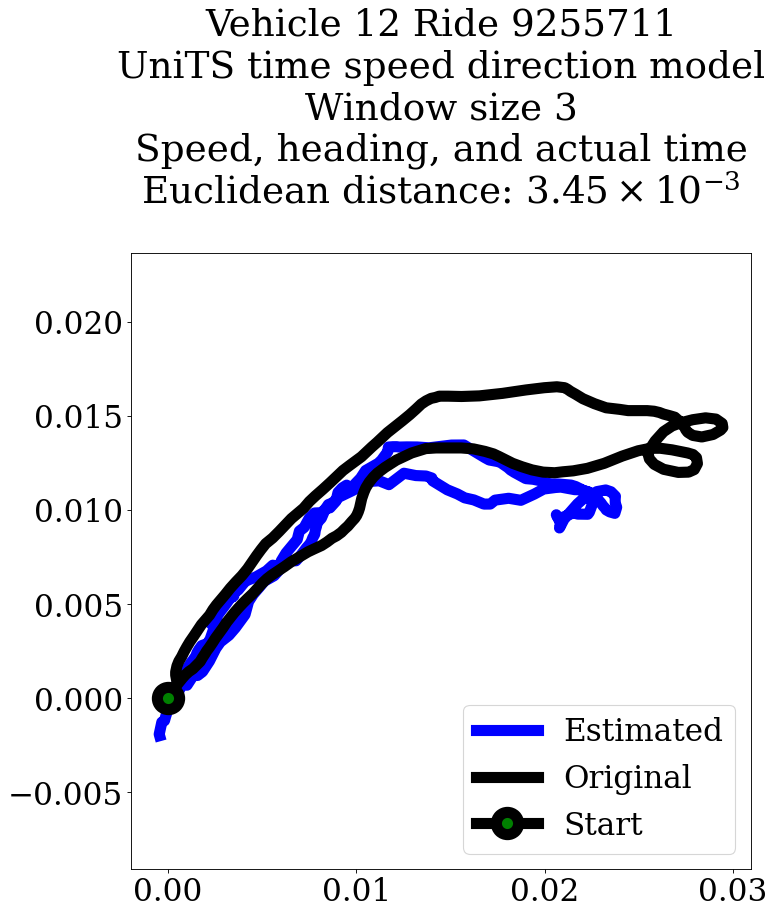 Vehicle 12 Ride 9255711
UniTS time speed direction model
Window size 3
Speed, heading, and actual time
Euclidean distance: 3.45 × 10⁻³
0.020
0.015
0.010
0.005
0.000
−0.005
Estimated
Original
Start
0.00 0.01 0.02 0.03